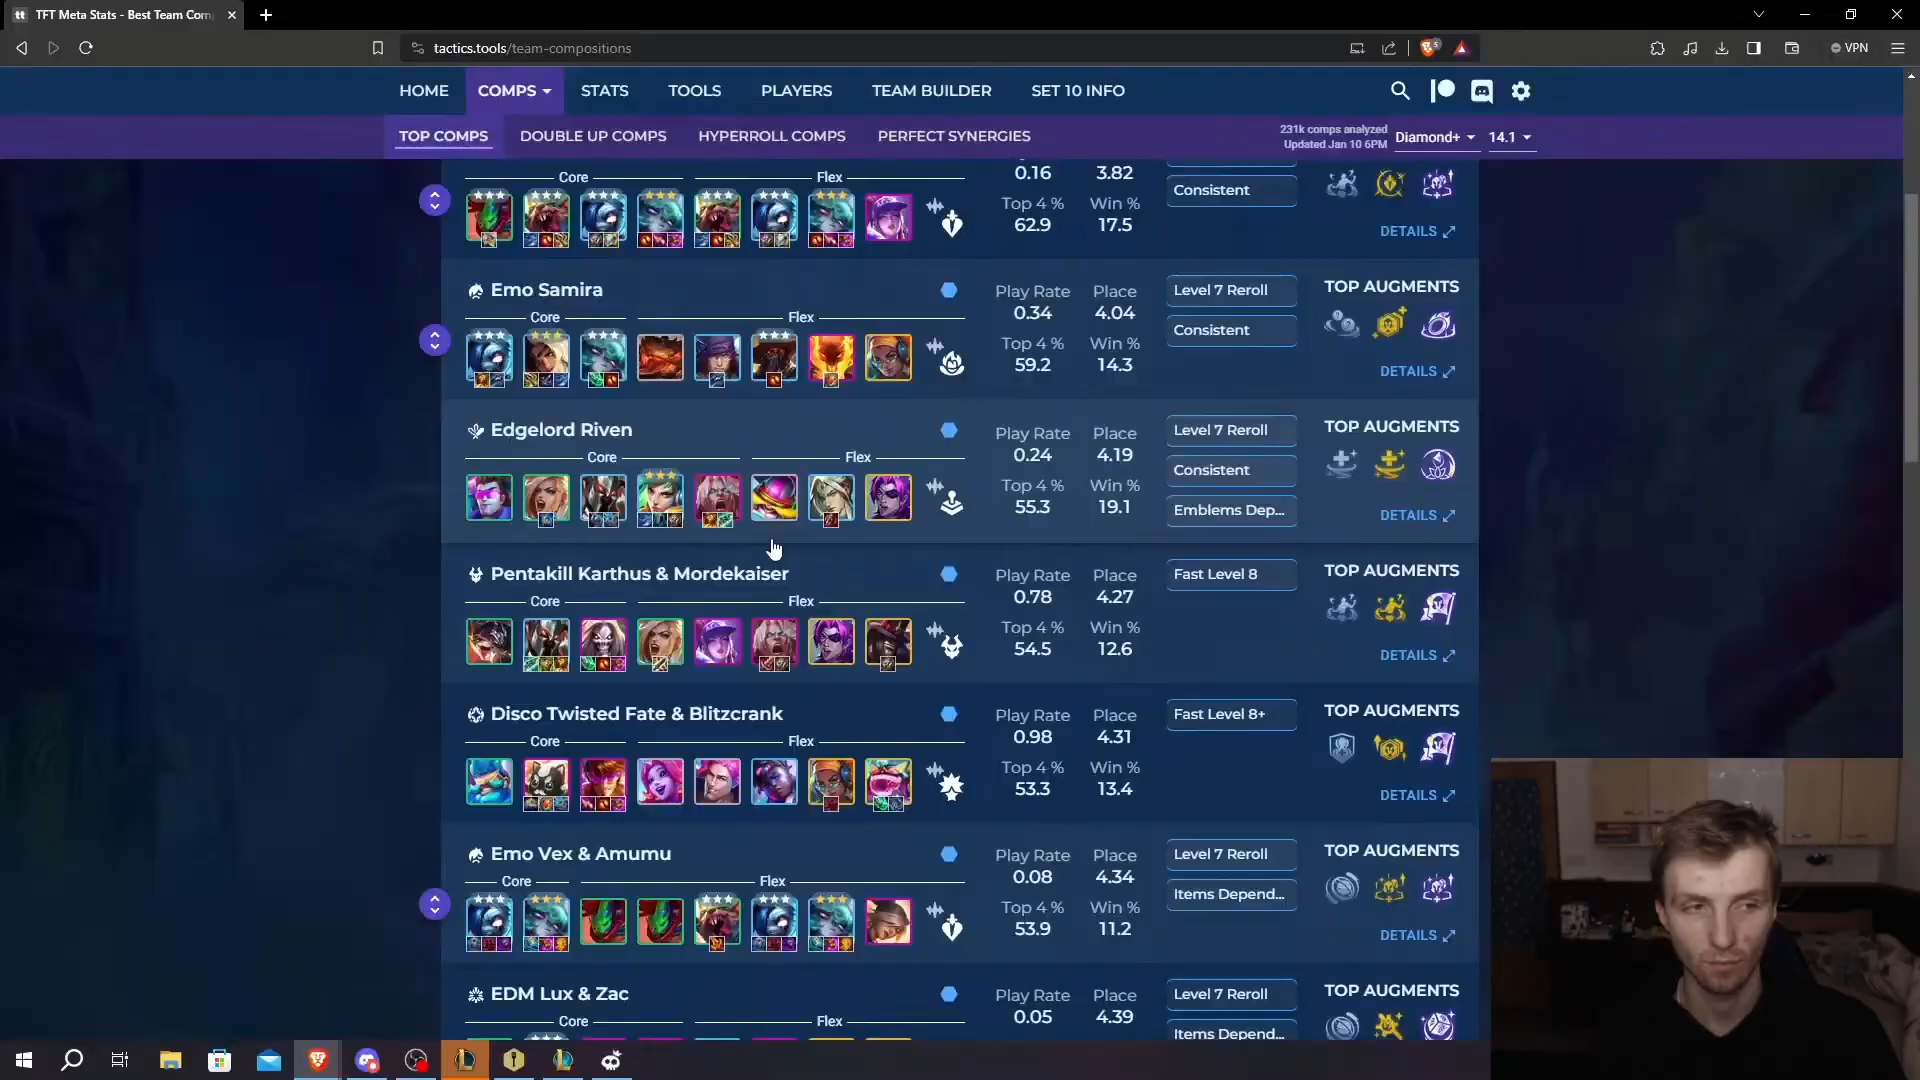 TFT Meta Stats - Best Team Com
tactics.tools/team-compositions
VPN
HOME
COMPS
STATS
TOOLS
PLAYERS
TEAM BUILDER
SET 10 INFO
TOP COMPS
DOUBLE UP COMPS
HYPERROLL COMPS
PERFECT SYNERGIES
231k comps analyzed
Updated Jan 10 6PM
Diamond+
14.1
Core
Flex
0.16
3.82
Top 4 %
Win %
62.9
17.5
Consistent
DETAILS
Emo Samira
Core
Flex
Play Rate
Place
0.34
4.04
Top 4 %
Win %
59.2
14.3
Level 7 Reroll
Consistent
TOP AUGMENTS
DETAILS
Edgelord Riven
Core
Flex
Play Rate
Place
0.24
4.19
Top 4 %
Win %
55.3
19.1
Level 7 Reroll
Consistent
Emblems Dep...
TOP AUGMENTS
DETAILS
Pentakill Karthus & Mordekaiser
Core
Flex
Play Rate
Place
0.78
4.27
Top 4 %
Win %
54.5
12.6
Fast Level 8
TOP AUGMENTS
DETAILS
Disco Twisted Fate & Blitzcrank
Core
Flex
Play Rate
Place
0.98
4.31
Top 4 %
Win %
53.3
13.4
Fast Level 8+
TOP AUGMENTS
DETAILS
Emo Vex & Amumu
Core
Flex
Play Rate
Place
0.08
4.34
Top 4 %
Win %
53.9
11.2
Level 7 Reroll
Items Depend...
TOP AUGMENTS
DETAILS
EDM Lux & Zac
Core
Flex
Play Rate
Place
0.05
4.39
Level 7 Reroll
Items Depend...
TOP AUGMENTS